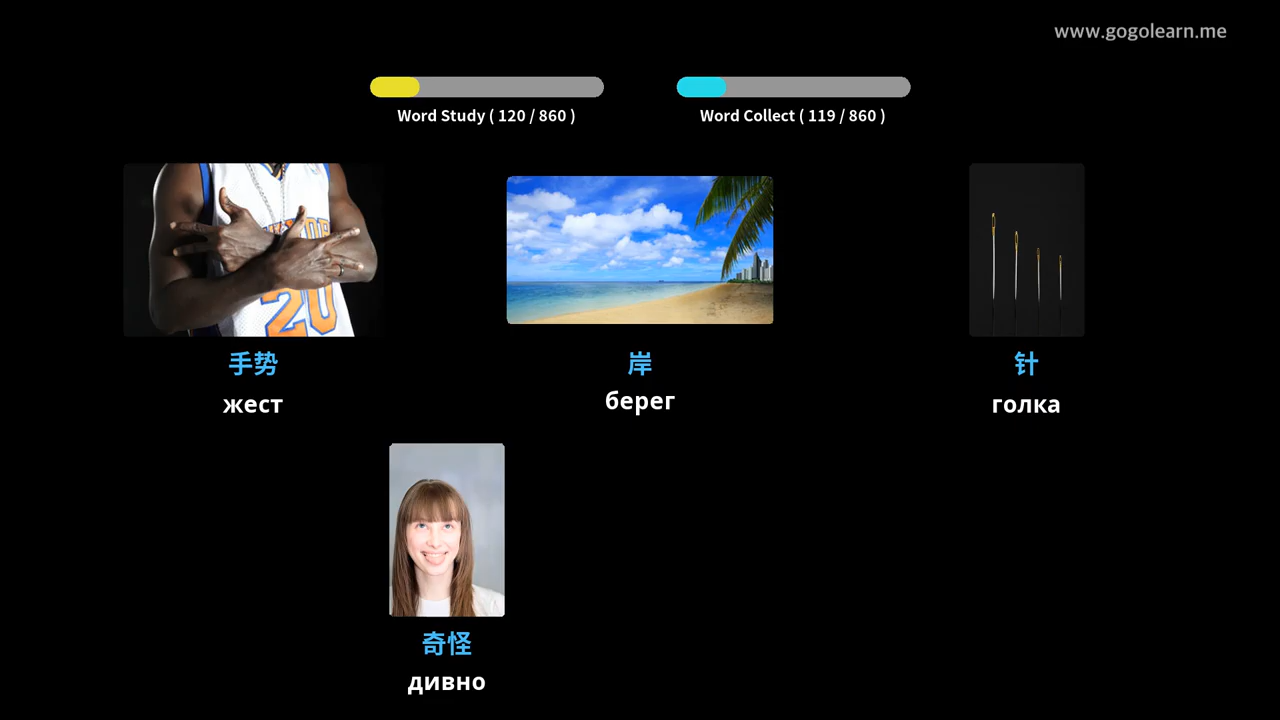 www.gogolearn.me
Word Study ( 120 / 860 )
Word Collect ( 119 / 860 )
20
手势
жест
岸
берег
针
голка
奇怪
дивно